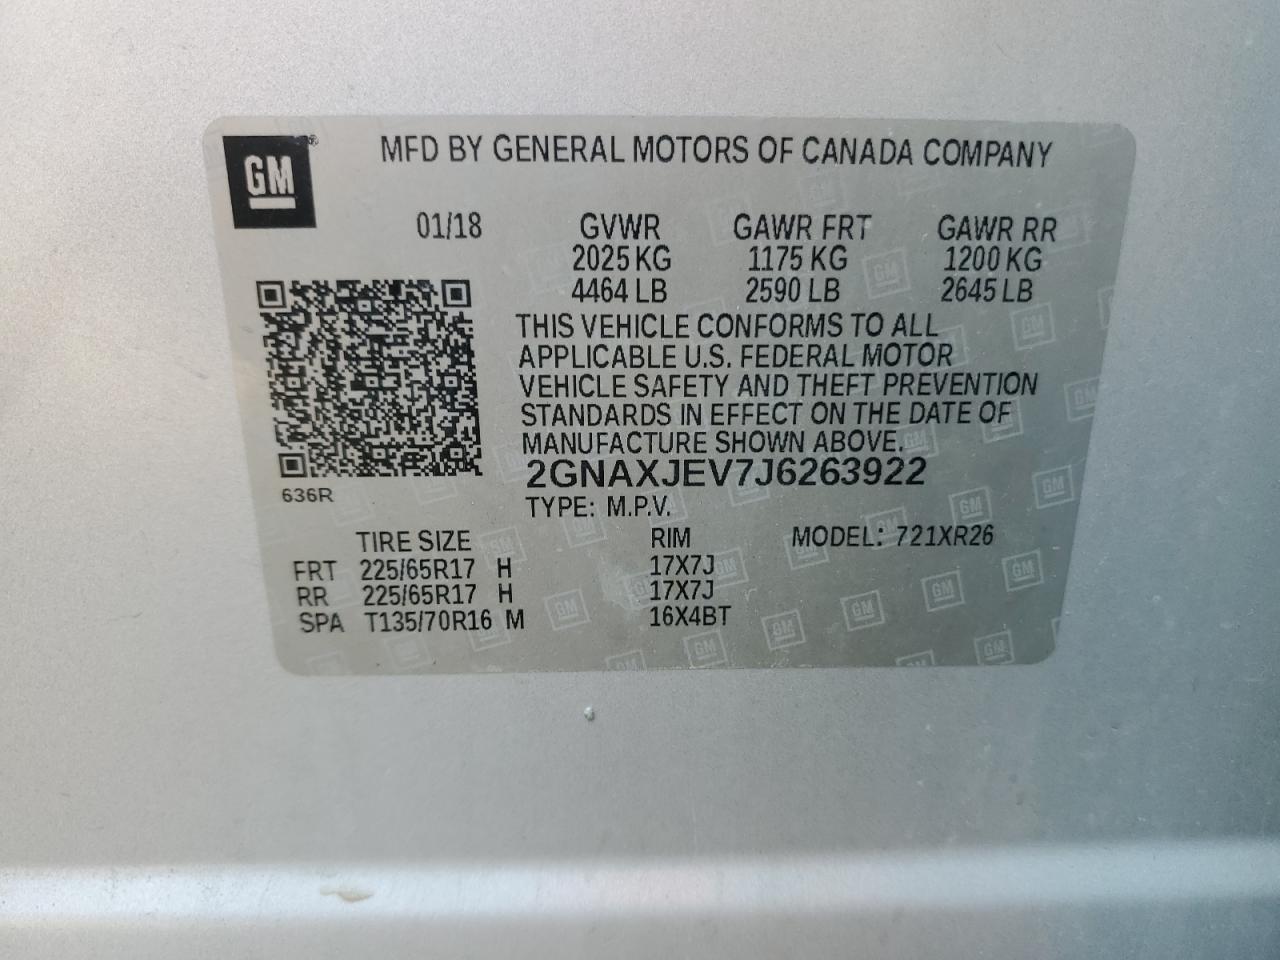 GM
MFD BY GENERAL MOTORS OF CANADA COMPANY
01/18 GVWR GAWR FRT GAWR RR
2025 KG 1175 KG 1200 KG
4464 LB 2590 LB 2645 LB
THIS VEHICLE CONFORMS TO ALL
APPLICABLE U.S. FEDERAL MOTOR
VEHICLE SAFETY AND THEFT PREVENTION
STANDARDS IN EFFECT ON THE DATE OF
MANUFACTURE SHOWN ABOVE.
2GNAXJEV7J6263922
636R
TYPE: M.P.V.
TIRE SIZE RIM MODEL: 721XR26
FRT 225/65R17 H 17X7J
RR 225/65R17 H 17X7J
SPA T135/70R16 M 16X4BT